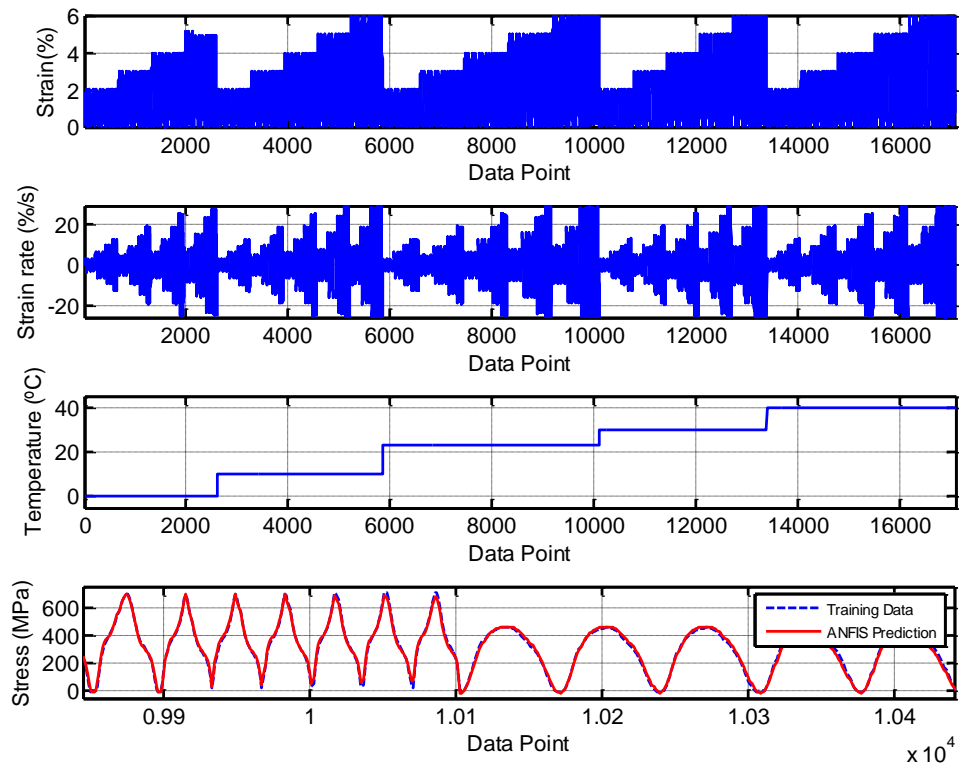 6
4
2
0
Strain(%)
2000 4000 6000 8000 10000 12000 14000 16000
Data Point
20
0
-20
Strain rate (%/s)
2000 4000 6000 8000 10000 12000 14000 16000
Data Point
40
20
0
Temperature (ºC)
0 2000 4000 6000 8000 10000 12000 14000 16000
Data Point
600
400
200
0
Stress (MPa)
Training Data
ANFIS Prediction
0.99 1 1.01 1.02 1.03 1.04
Data Point
x 10⁴